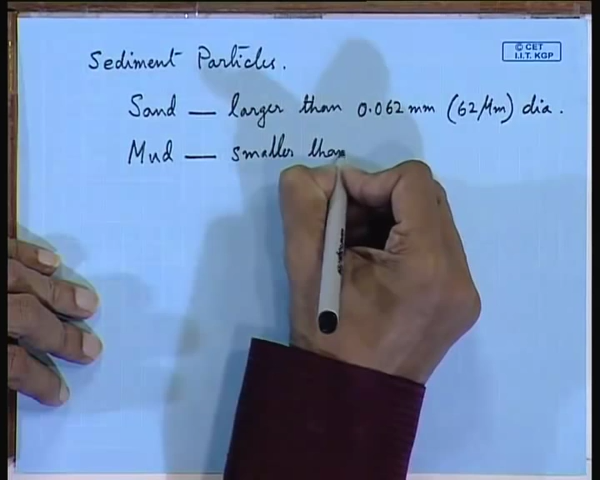 Sediment Particles.
© CET
I.I.T. KGP
Sand — larger than 0.062 mm (62 μm) dia.
Mud — smaller than